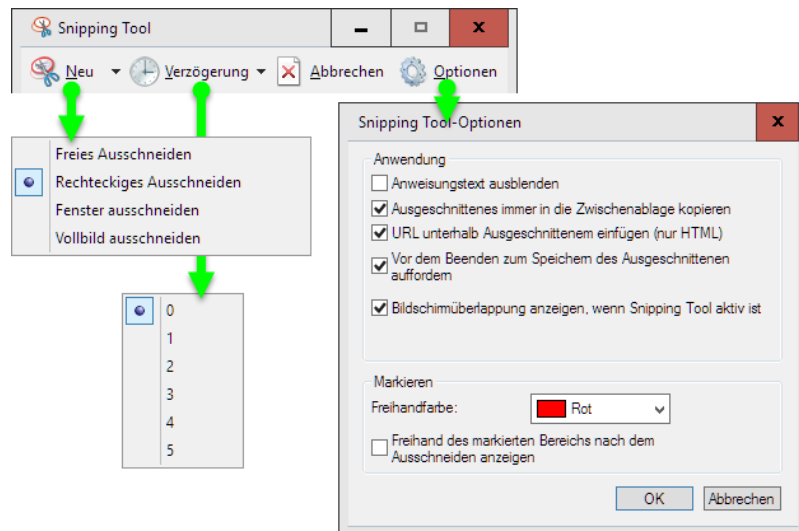 Snipping Tool
Neu Verzögerung Abbrechen Optionen
Freies Ausschneiden
Rechteckiges Ausschneiden
Fenster ausschneiden
Vollbild ausschneiden
0
1
2
3
4
5
Snipping Tool-Optionen
Anwendung
Anweisungstext ausblenden
Ausgeschnittenes immer in die Zwischenablage kopieren
URL unterhalb Ausgeschnittenem einfügen (nur HTML)
Vor dem Beenden zum Speichern des Ausgeschnittenen
auffordern
Bildschirmüberlappung anzeigen, wenn Snipping Tool aktiv ist
Markieren
Freihandfarbe: Rot
Freihand des markierten Bereichs nach dem
Ausschneiden anzeigen
OK Abbrechen